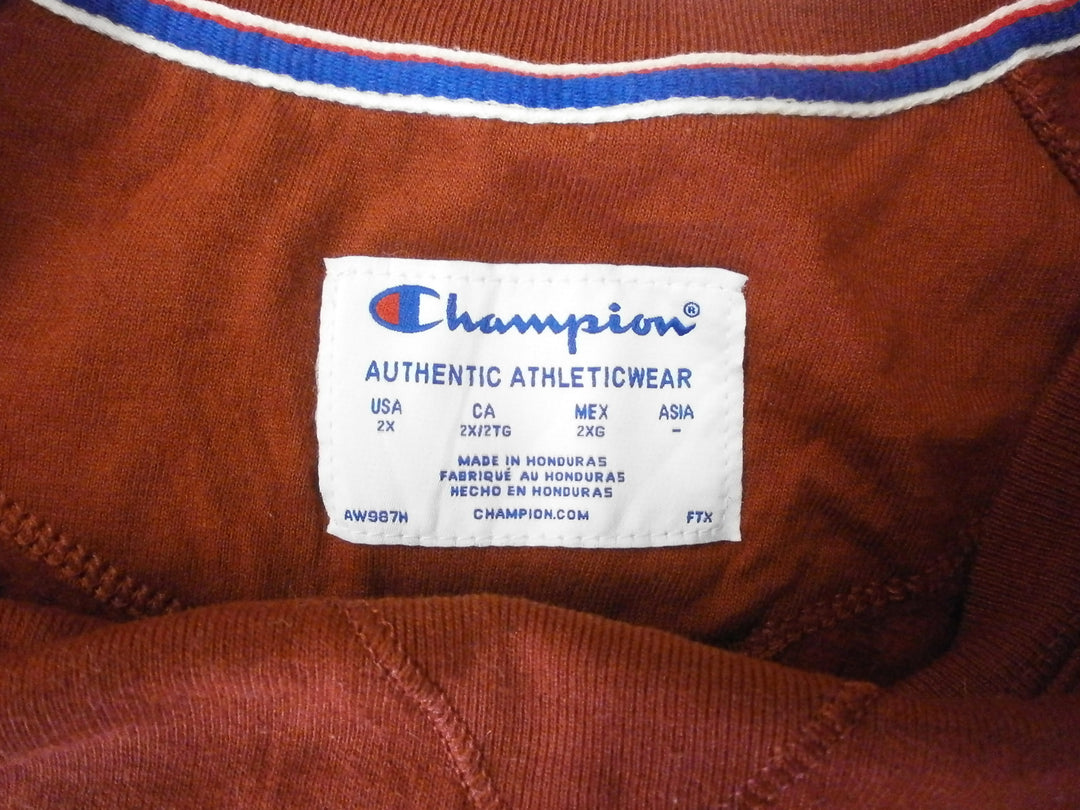 Champion®
AUTHENTIC ATHLETICWEAR
USA CA MEX ASIA
2X 2X/2TG 2XG -
MADE IN HONDURAS
FABRIQUÉ AU HONDURAS
HECHO EN HONDURAS
AW987H CHAMPION.COM FTX